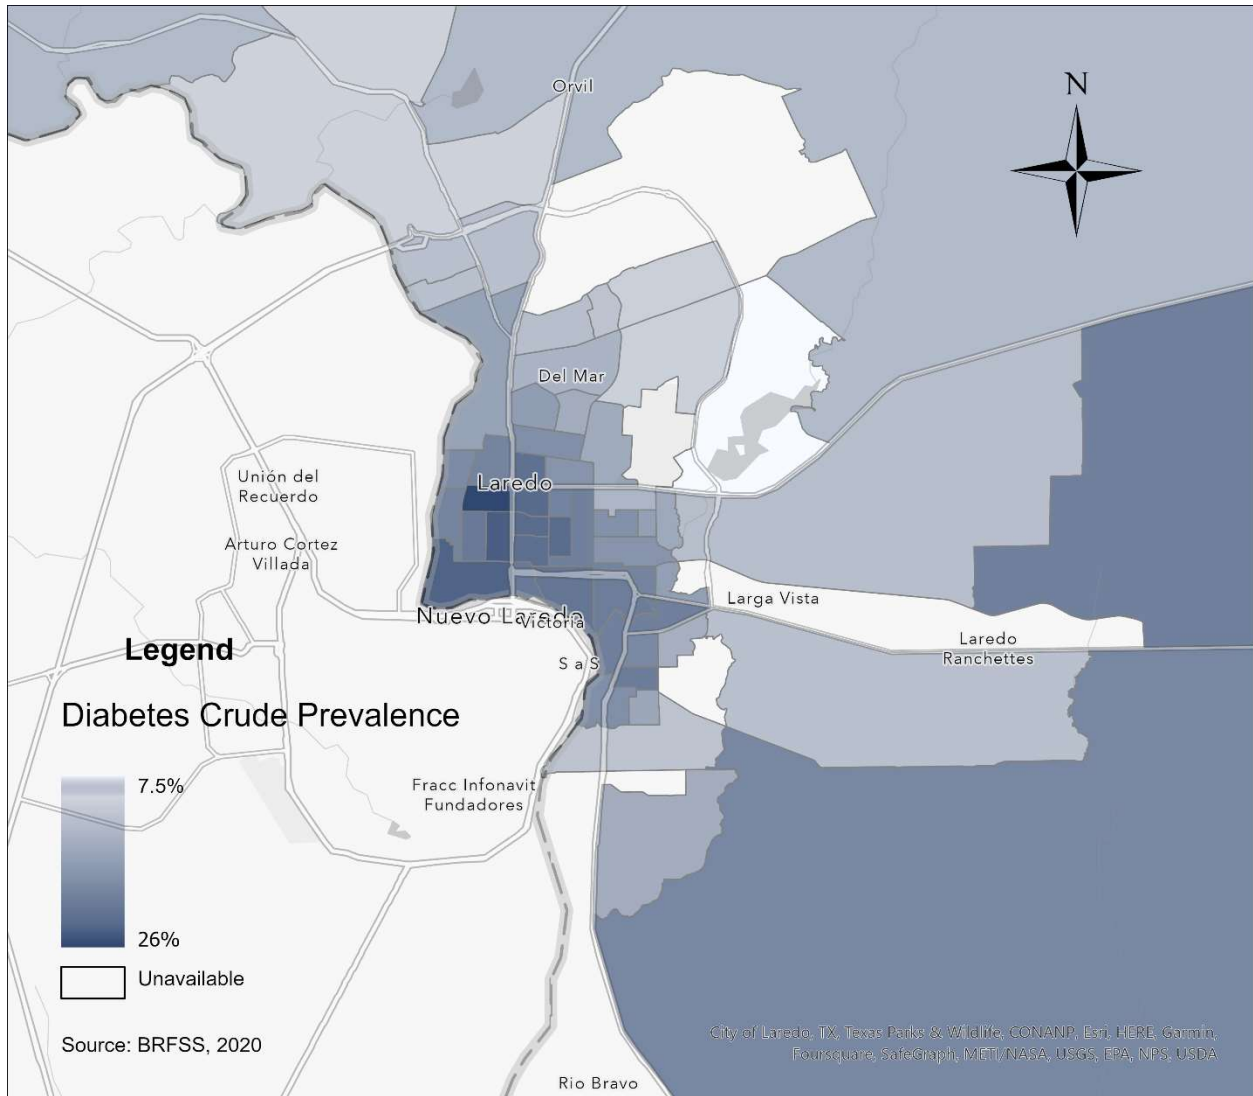 Orvil
N
Del Mar
Laredo
Unión del
Recuerdo
Arturo Cortez
Villada
Larga Vista
Nuevo Laredo
Victoria
Laredo
Ranchettes
S a S
Legend
Diabetes Crude Prevalence
7.5%
Fracc Infonavit
Fundadores
26%
Unavailable
Source: BRFSS, 2020
City of Laredo, TX, Texas Parks & Wildlife, CONANP, Esri, HERE, Garmin,
Foursquare, SafeGraph, METI/NASA, USGS, EPA, NPS, USDA
Rio Bravo